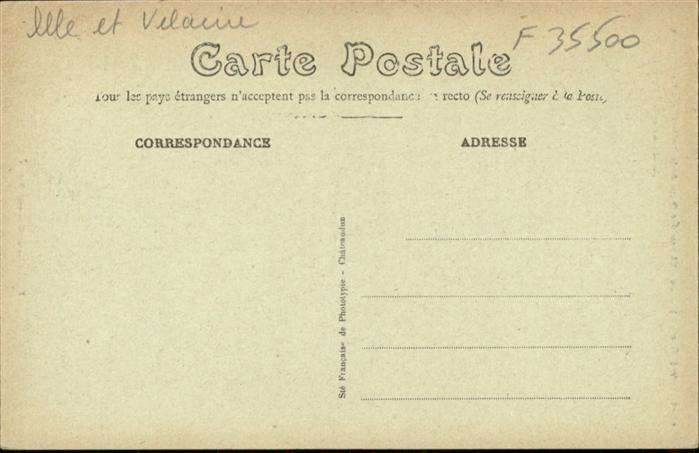 Ille et Vilaine
F 35500
Carte Postale
Tous les pays étrangers n'acceptent pas la correspondance recto (Se renseigner à la Poste)
CORRESPONDANCE
ADRESSE
Sté Française de Phototypie - Châteaudun